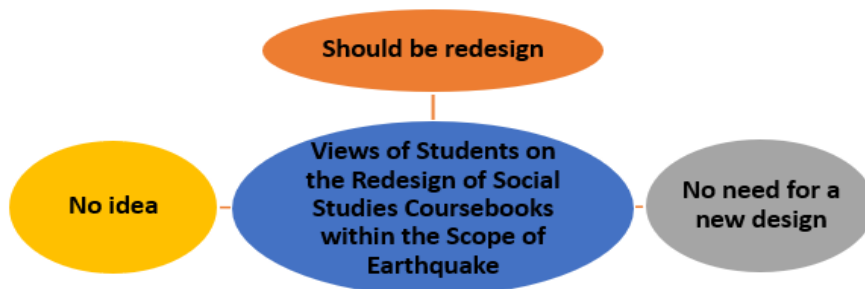 Should be redesign
Views of Students on
the Redesign of Social
Studies Coursebooks
within the Scope of
Earthquake
No idea
No need for a
new design